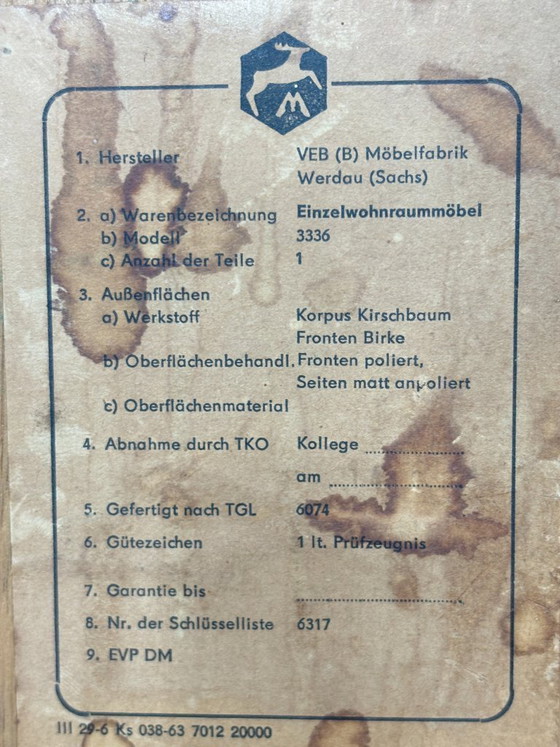 M
1. Hersteller VEB (B) Möbelfabrik
Werdau (Sachs)
2. a) Warenbezeichnung Einzelwohnraummöbel
b) Modell 3336
c) Anzahl der Teile 1
3. Außenflächen
a) Werkstoff Korpus Kirschbaum
Fronten Birke
b) Oberflächenbehandl. Fronten poliert,
Seiten matt anpoliert
c) Oberflächenmaterial
4. Abnahme durch TKO Kollege
am
5. Gefertigt nach TGL 6074
6. Gütezeichen 1 lt. Prüfzeugnis
7. Garantie bis
8. Nr. der Schlüsselliste 6317
9. EVP DM
III 29-6 Ks 038-63 7012 20000